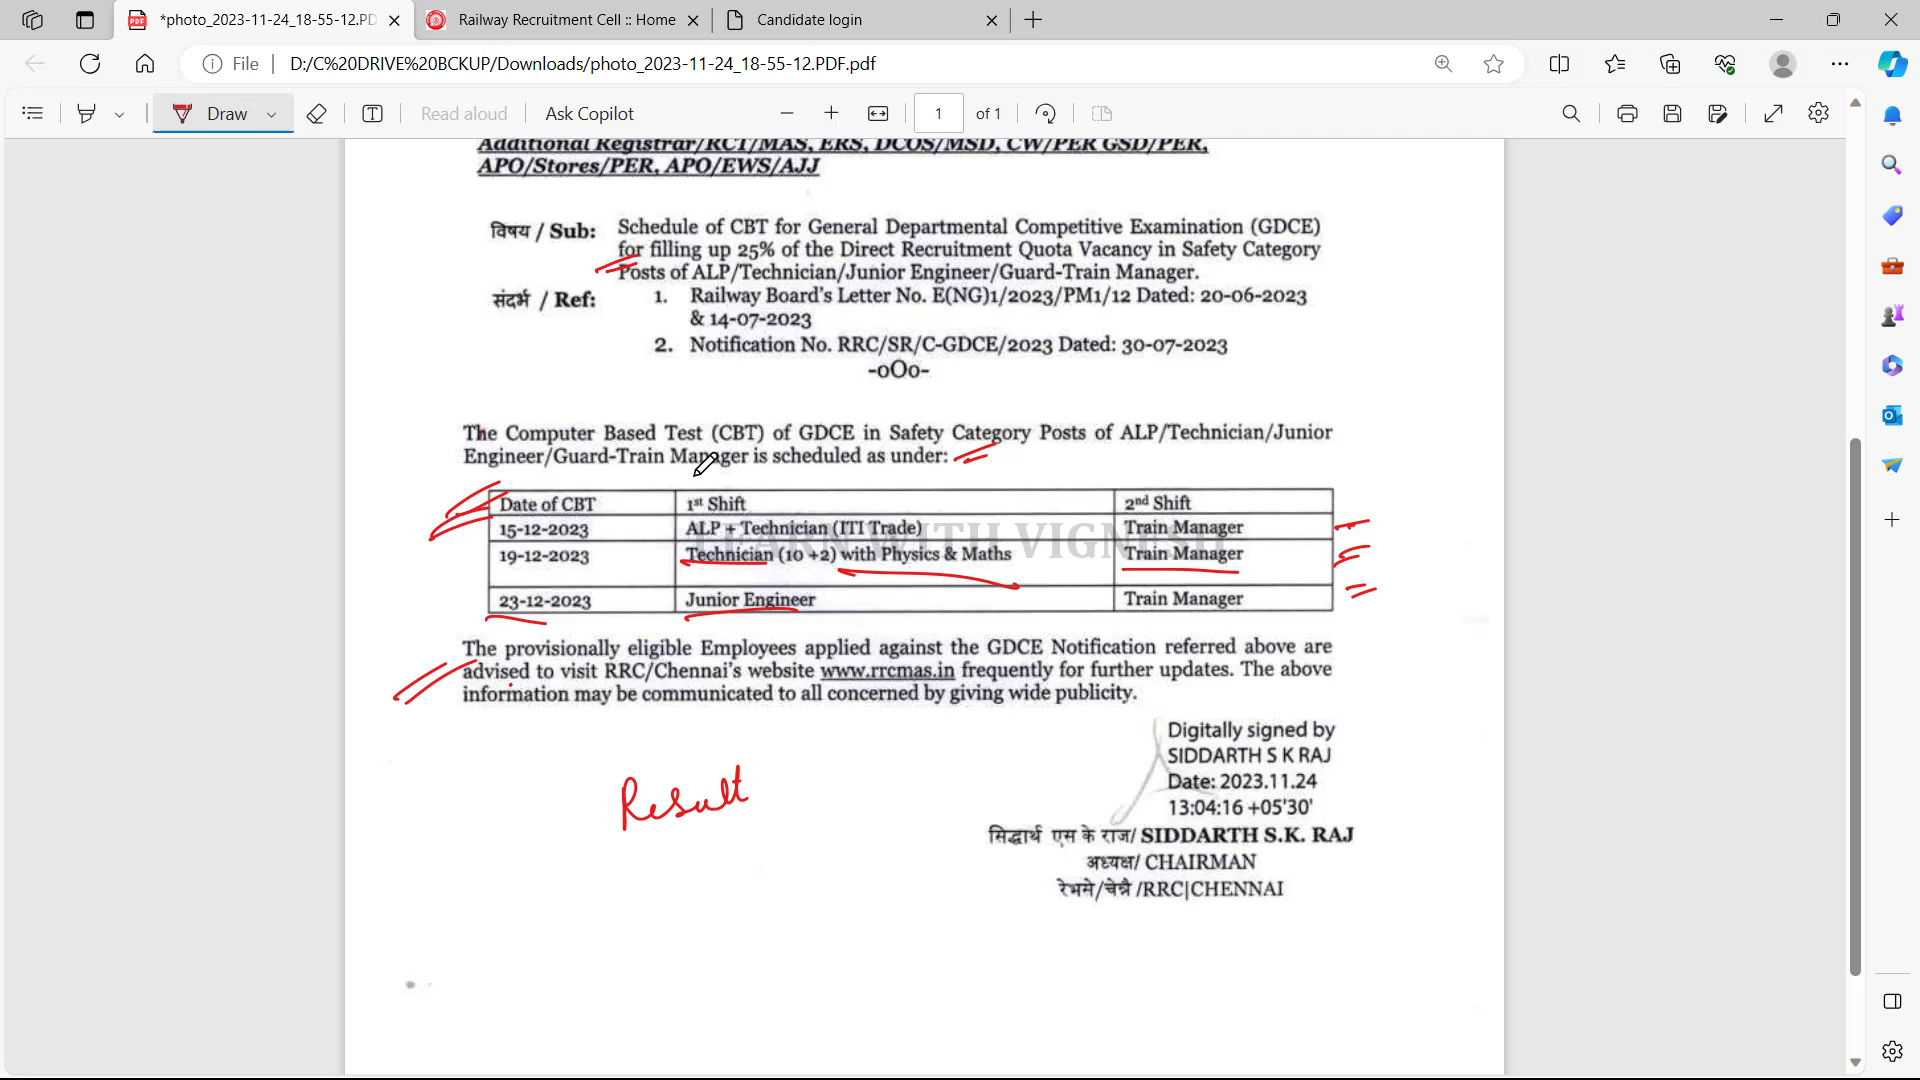 *photo_2023-11-24_18-55-12.PD
Railway Recruitment Cell :: Home
Candidate login
File
D:/C%20DRIVE%20BCKUP/Downloads/photo_2023-11-24_18-55-12.PDF.pdf
Draw
Read aloud
Ask Copilot
1
of 1
Additional Registrar/RCT/MAS, ERS, DCOS/MSD, CW/PER GSD/PER,
APO/Stores/PER, APO/EWS/AJJ
विषय / Sub: Schedule of CBT for General Departmental Competitive Examination (GDCE)
for filling up 25% of the Direct Recruitment Quota Vacancy in Safety Category
Posts of ALP/Technician/Junior Engineer/Guard-Train Manager.
संदर्भ / Ref: 1. Railway Board's Letter No. E(NG)1/2023/PM1/12 Dated: 20-06-2023
& 14-07-2023
2. Notification No. RRC/SR/C-GDCE/2023 Dated: 30-07-2023
-oOo-
The Computer Based Test (CBT) of GDCE in Safety Category Posts of ALP/Technician/Junior
Engineer/Guard-Train Manager is scheduled as under:
Date of CBT 1st Shift 2nd Shift
15-12-2023 ALP + Technician (ITI Trade) Train Manager
LEARN WITH VIGNESH
19-12-2023 Technician (10 +2) with Physics & Maths Train Manager
23-12-2023 Junior Engineer Train Manager
The provisionally eligible Employees applied against the GDCE Notification referred above are
advised to visit RRC/Chennai's website www.rrcmas.in frequently for further updates. The above
information may be communicated to all concerned by giving wide publicity.
Digitally signed by
SIDDARTH S K RAJ
Date: 2023.11.24
13:04:16 +05'30'
Result
सिद्धार्थ एस के राज/ SIDDARTH S.K. RAJ
अध्यक्ष/ CHAIRMAN
रेभसे/चेन्नै /RRC|CHENNAI